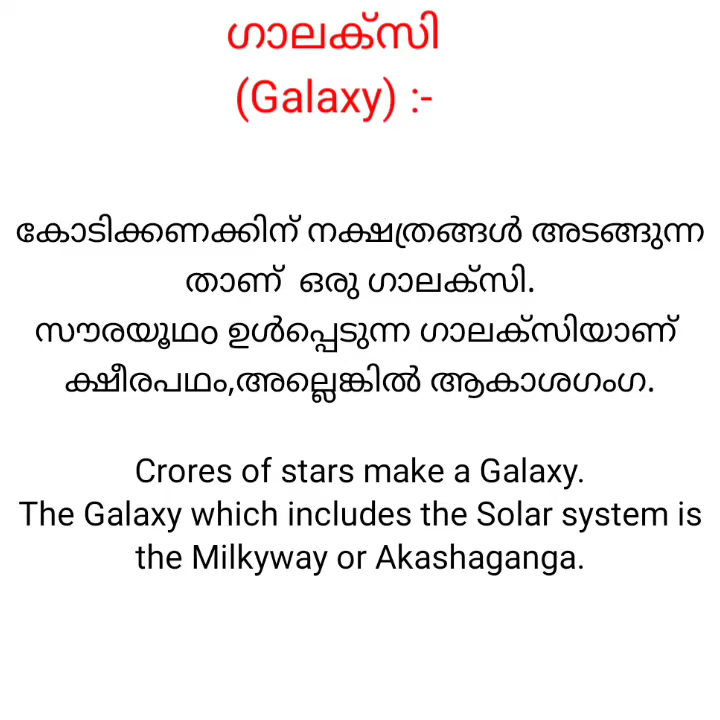 ഗാലക്സി
(Galaxy) :-
കോടിക്കണക്കിന് നക്ഷത്രങ്ങൾ അടങ്ങുന്ന
താണ് ഒരു ഗാലക്സി.
സൗരയൂഥo ഉൾപ്പെടുന്ന ഗാലക്സിയാണ്
ക്ഷീരപഥം,അല്ലെങ്കിൽ ആകാശഗംഗ.
Crores of stars make a Galaxy.
The Galaxy which includes the Solar system is
the Milkyway or Akashaganga.